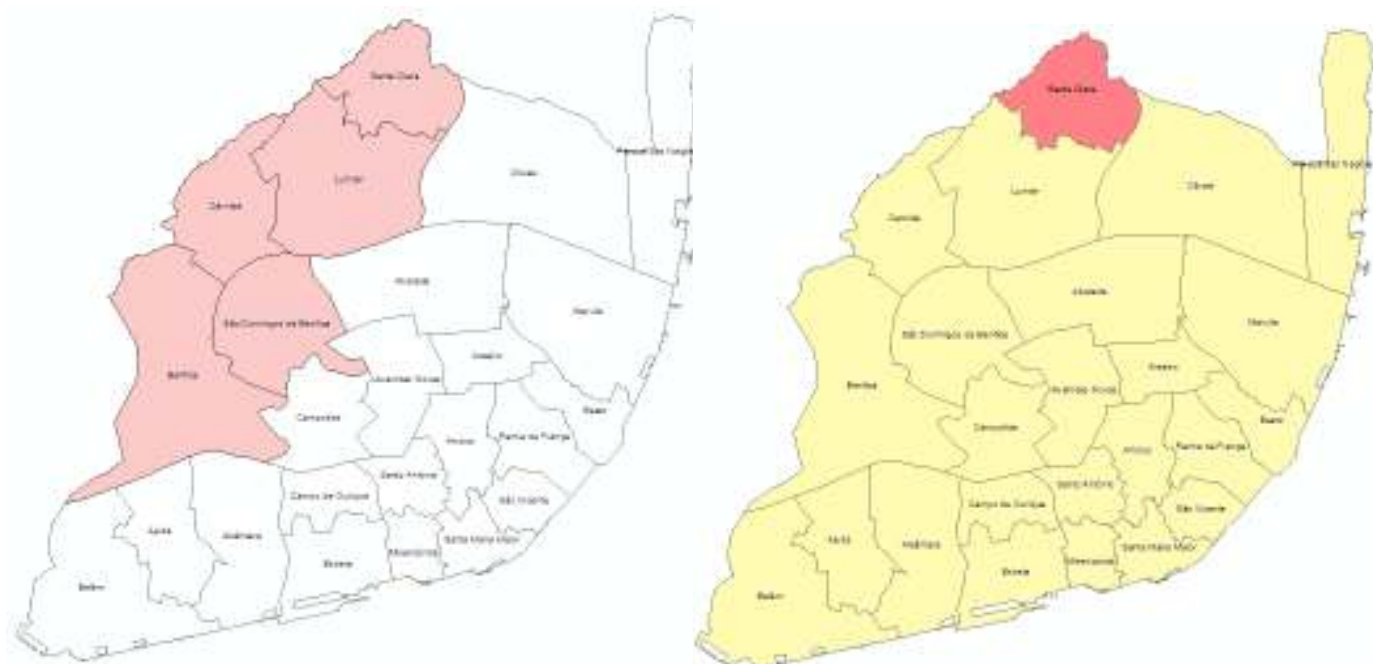 Santa Clara
Lumiar
Olivais
Carnide
Alvalade
São Domingos de Benfica
Marvila
Benfica
Areeiro
Avenidas Novas
Campolide
Beato
Arroios
Penha de França
Santo António
Campo de Ourique
São Vicente
Ajuda
Alcântara
Santa Maria Maior
Misericórdia
Estrela
Belém
Santa Clara
Lumiar
Olivais
Carnide
Alvalade
Marvila
São Domingos de Benfica
Benfica
Areeiro
Avenidas Novas
Campolide
Beato
Arroios
Penha de França
Santo António
Campo de Ourique
São Vicente
Ajuda
Alcântara
Santa Maria Maior
Misericórdia
Estrela
Belém